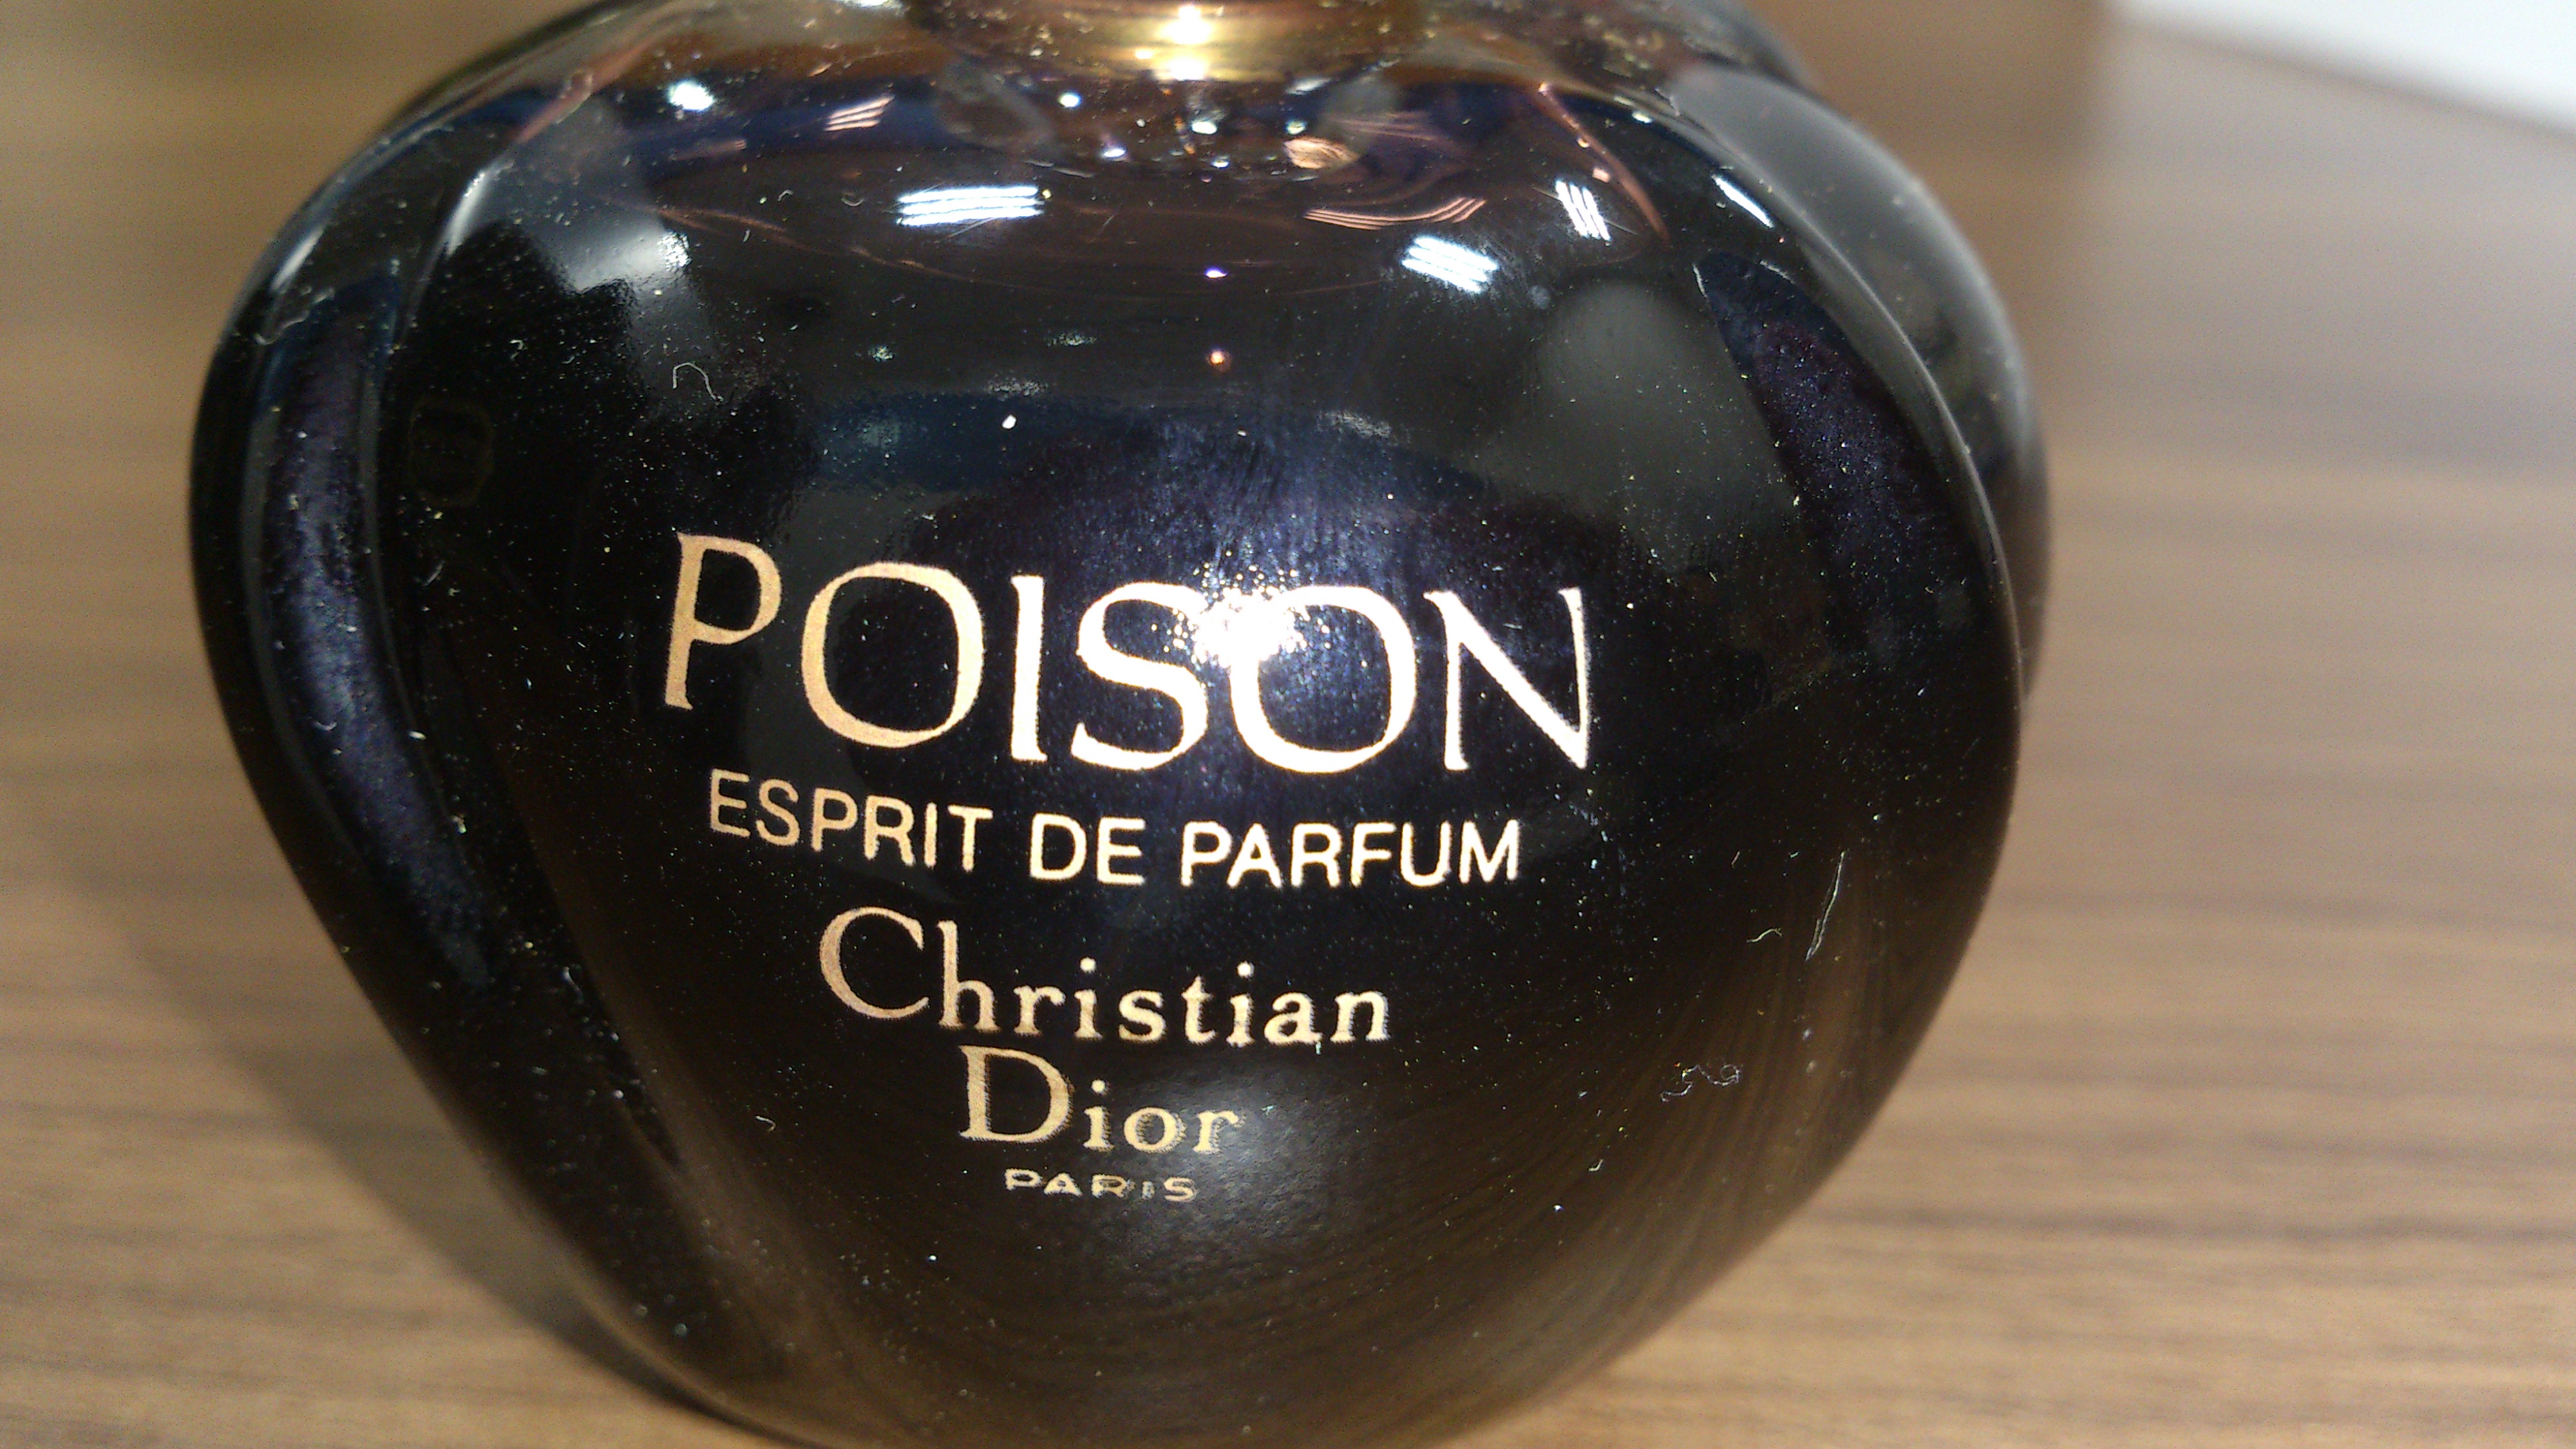 POISON
ESPRIT DE PARFUM
Christian
Dior
PARIS